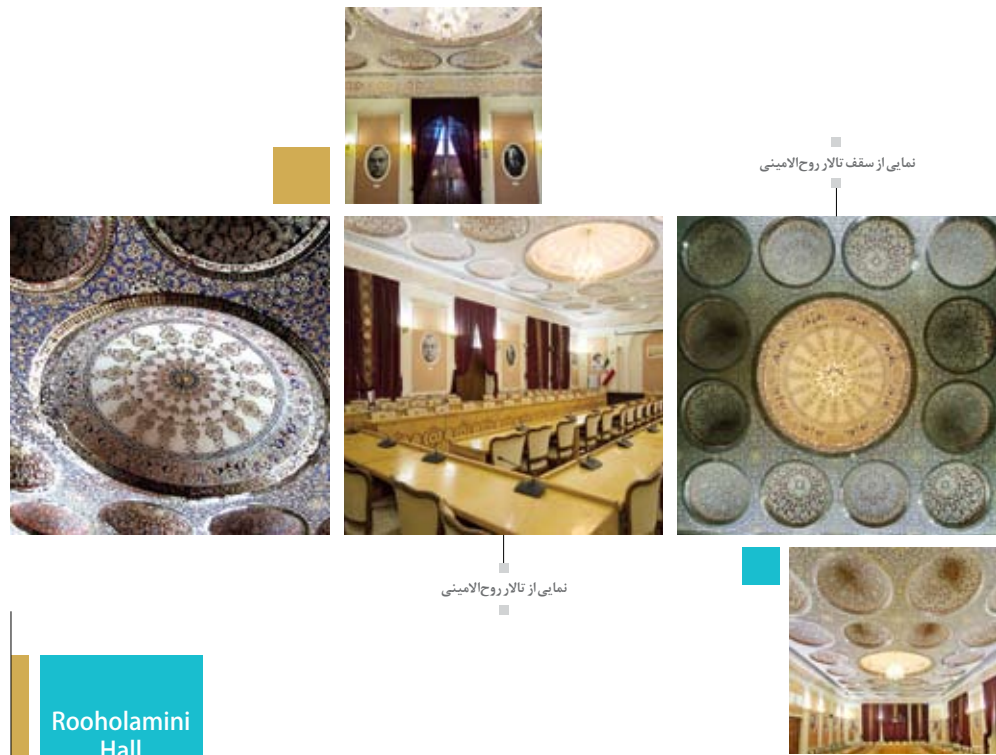 نمایی از سقف تالار روح‌الامینی
نمایی از تالار روح‌الامینی
Rooholamini
Hall